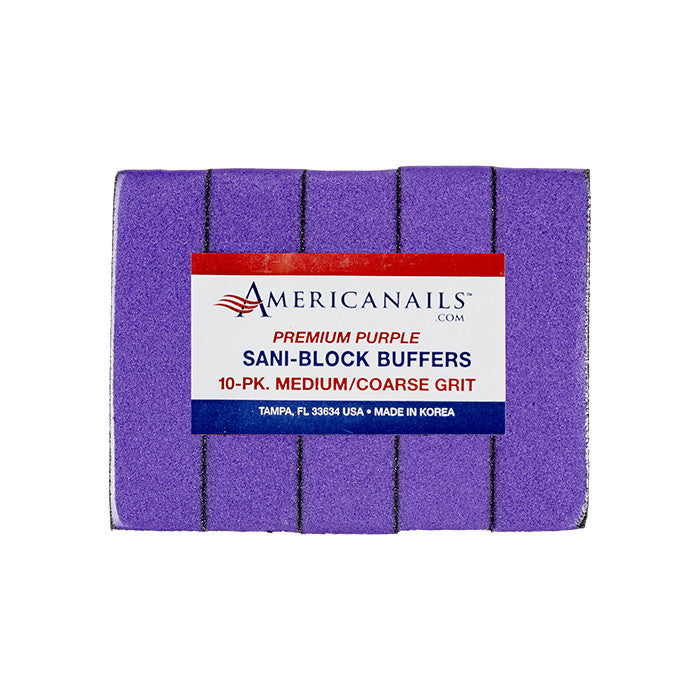 AMERICANAILS™
.COM
PREMIUM PURPLE
SANI-BLOCK BUFFERS
10-PK. MEDIUM/COARSE GRIT
TAMPA, FL 33634 USA • MADE IN KOREA